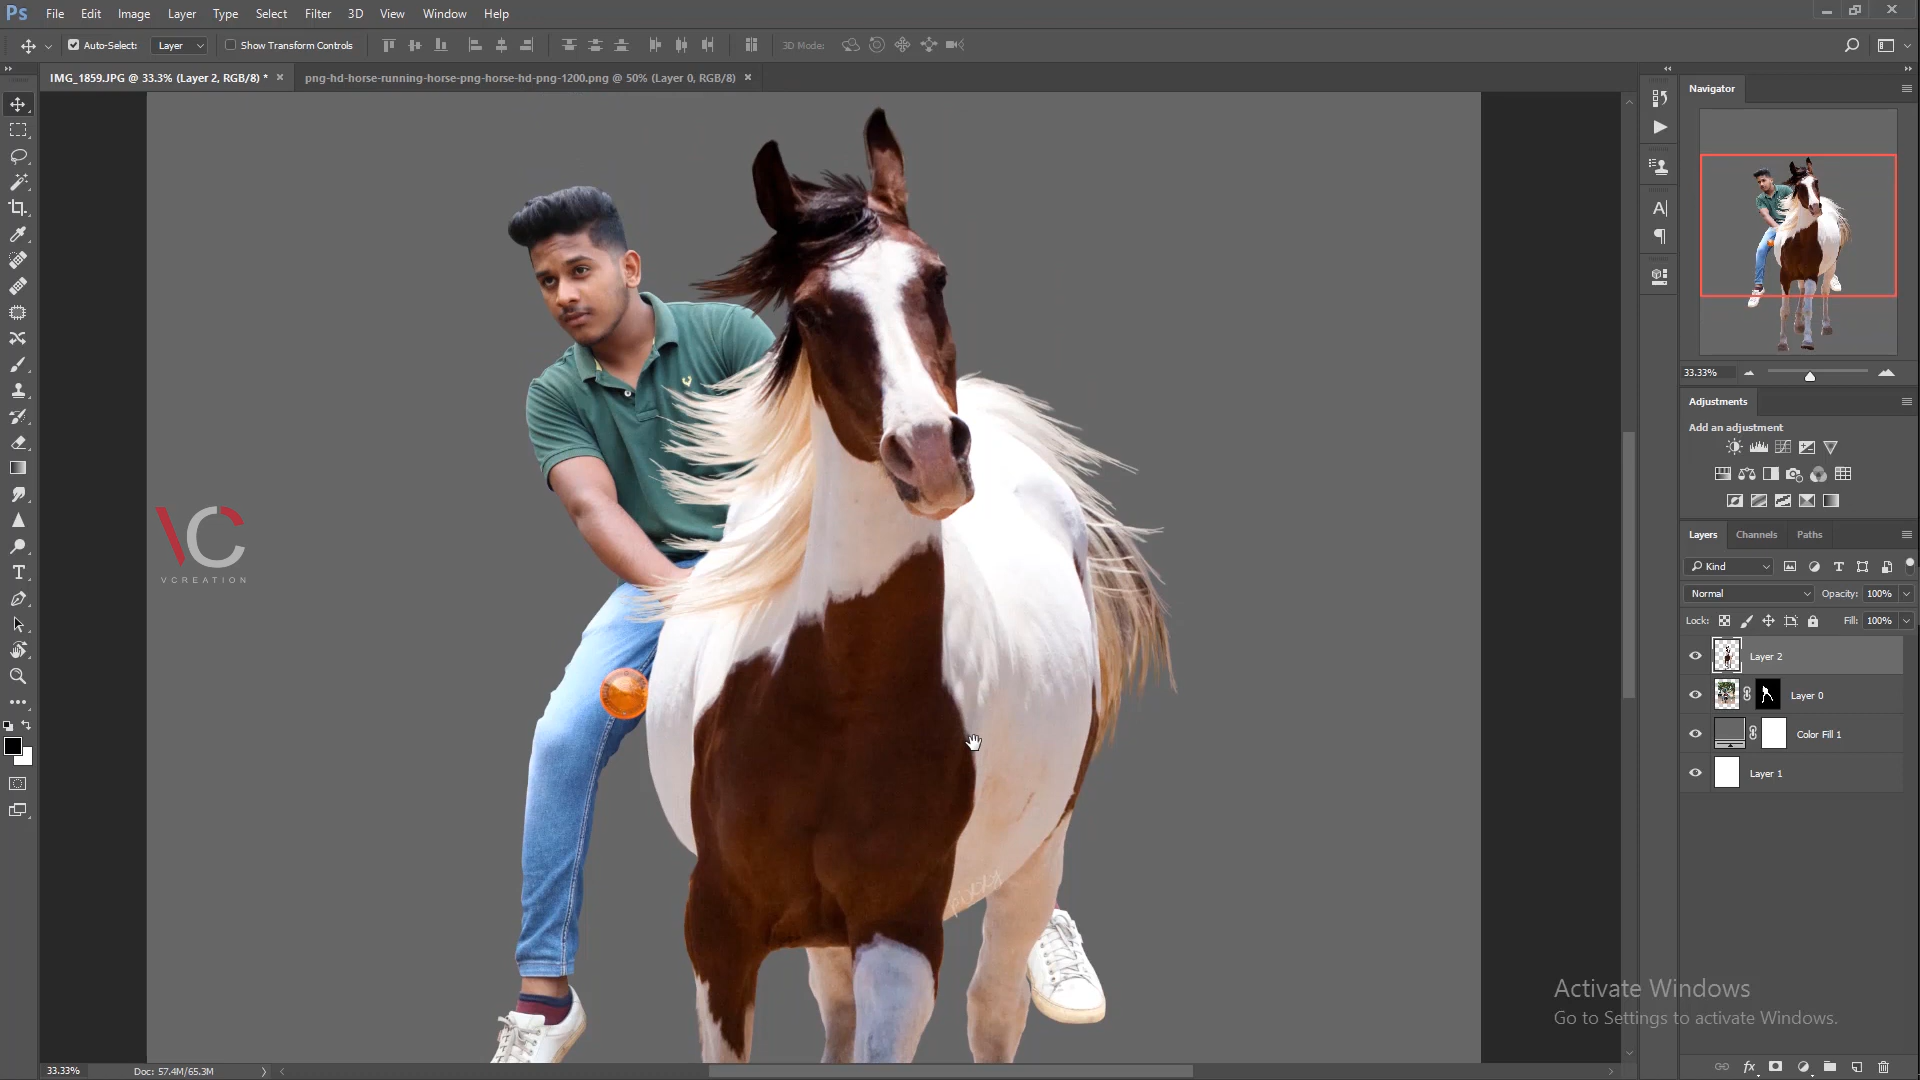 Ps File Edit Image Layer Type Select Filter 3D View Window Help
Auto-Select: Layer Show Transform Controls 3D Mode:
IMG_1859.JPG @ 33.3% (Layer 2, RGB/8) * × png-hd-horse-running-horse-png-horse-hd-png-1200.png @ 50% (Layer 0, RGB/8) ×
Navigator
33.33%
Adjustments
Add an adjustment
Layers Channels Paths
Kind
Normal Opacity: 100%
Lock: Fill: 100%
Layer 2
Layer 0
Color Fill 1
Layer 1
VC
VCREATION
Activate Windows
Go to Settings to activate Windows.
33.33% Doc: 57.4M/65.3M
fx